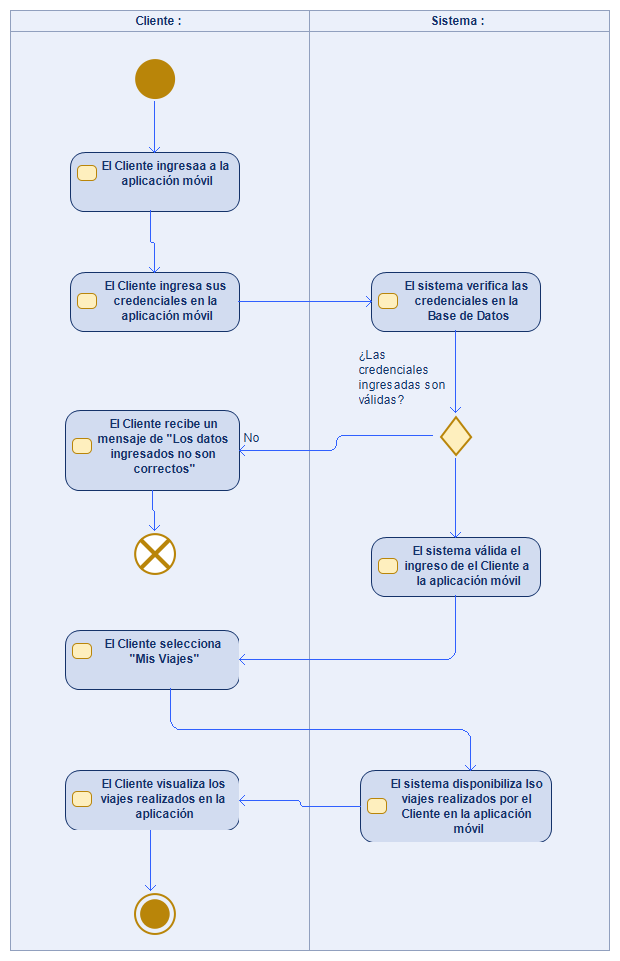 Cliente :
Sistema :
El Cliente ingresaa a la
aplicación móvil
El Cliente ingresa sus
credenciales en la
aplicación móvil
El sistema verifica las
credenciales en la
Base de Datos
¿Las
credenciales
ingresadas son
válidas?
El Cliente recibe un
mensaje de "Los datos
ingresados no son
correctos"
No
El sistema válida el
ingreso de el Cliente a
la aplicación móvil
El Cliente selecciona
"Mis Viajes"
El Cliente visualiza los
viajes realizados en la
aplicación
El sistema disponibiliza lso
viajes realizados por el
Cliente en la aplicación
móvil